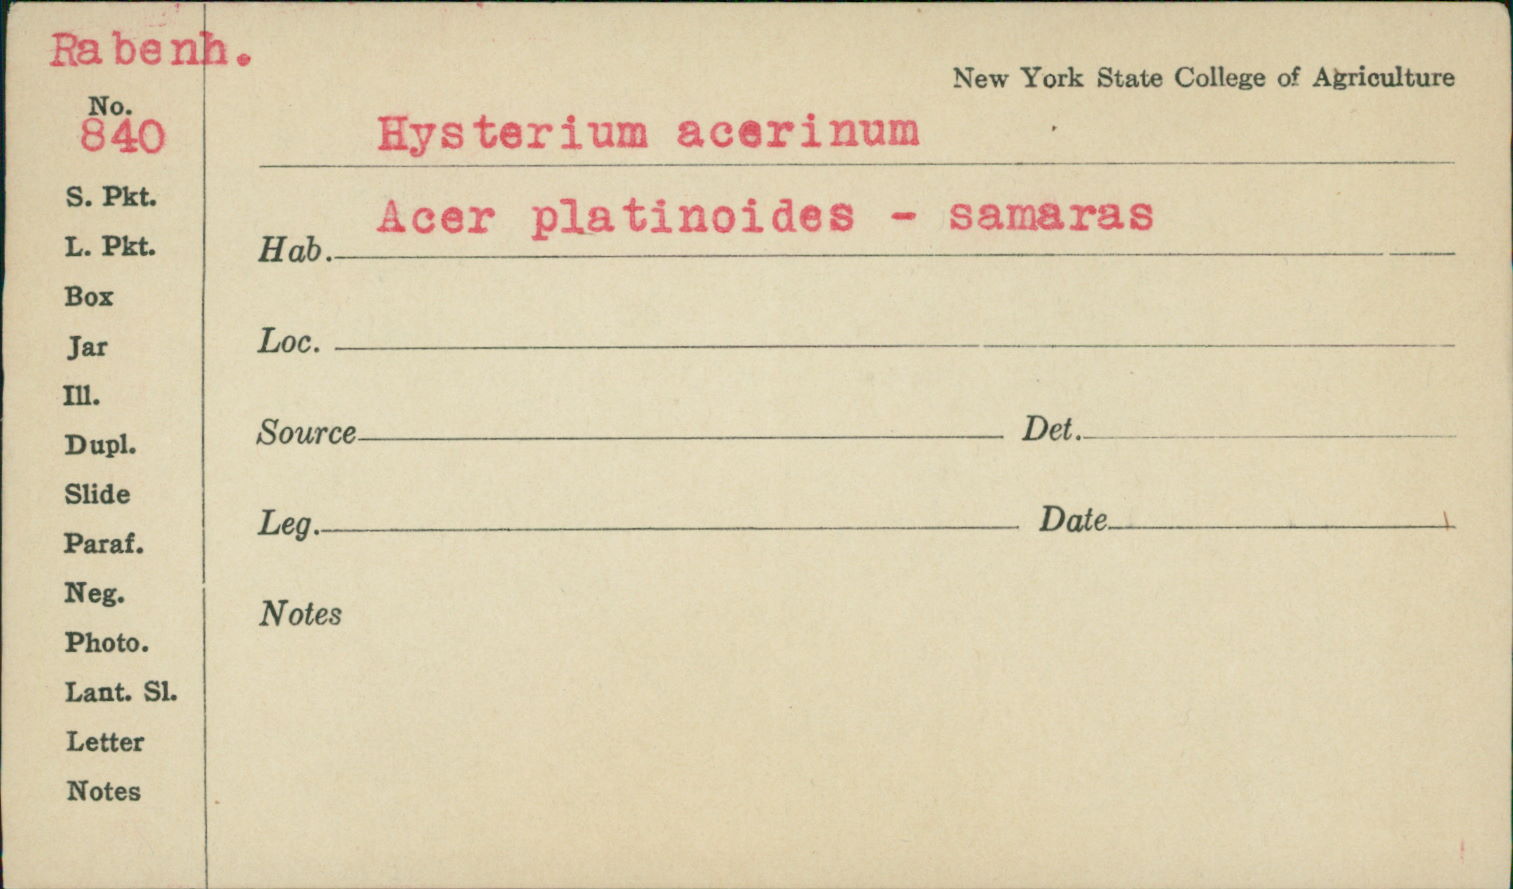 Rabenh.
New York State College of Agriculture
No.
840
Hysterium acerinum
Acer platinoides - samaras
Hab.
Loc.
Source Det.
Leg. Date
Notes
S. Pkt.
L. Pkt.
Box
Jar
Ill.
Dupl.
Slide
Paraf.
Neg.
Photo.
Lant. Sl.
Letter
Notes